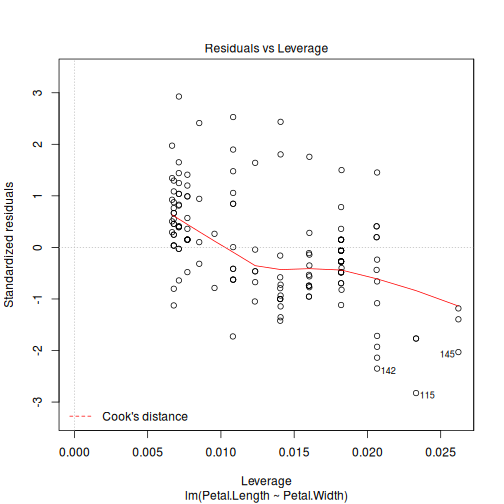 Residuals vs Leverage
Standardized residuals
3
2
1
0
-1
-2
-3
145
142
115
Cook's distance
0.000 0.005 0.010 0.015 0.020 0.025
Leverage
lm(Petal.Length ~ Petal.Width)